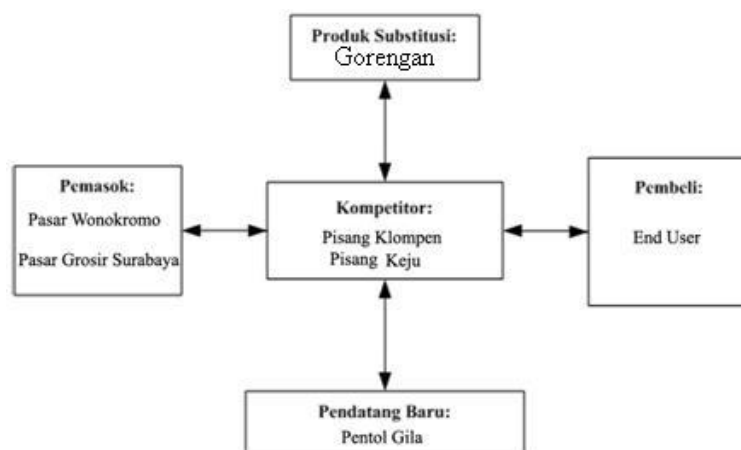 Produk Substitusi:
Gorengan
Pemasok:
Pasar Wonokromo
Pasar Grosir Surabaya
Kompetitor:
Pisang Klompen
Pisang Keju
Pembeli:
End User
Pendatang Baru:
Pentol Gila